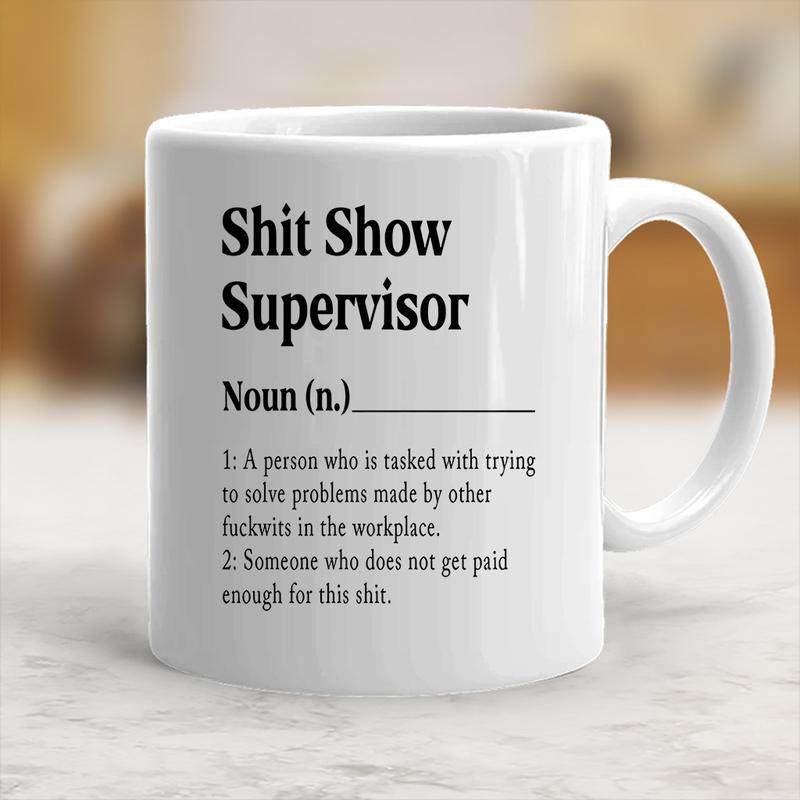 Shit Show
Supervisor
Noun (n.)__________
1: A person who is tasked with trying
to solve problems made by other
fuckwits in the workplace.
2: Someone who does not get paid
enough for this shit.